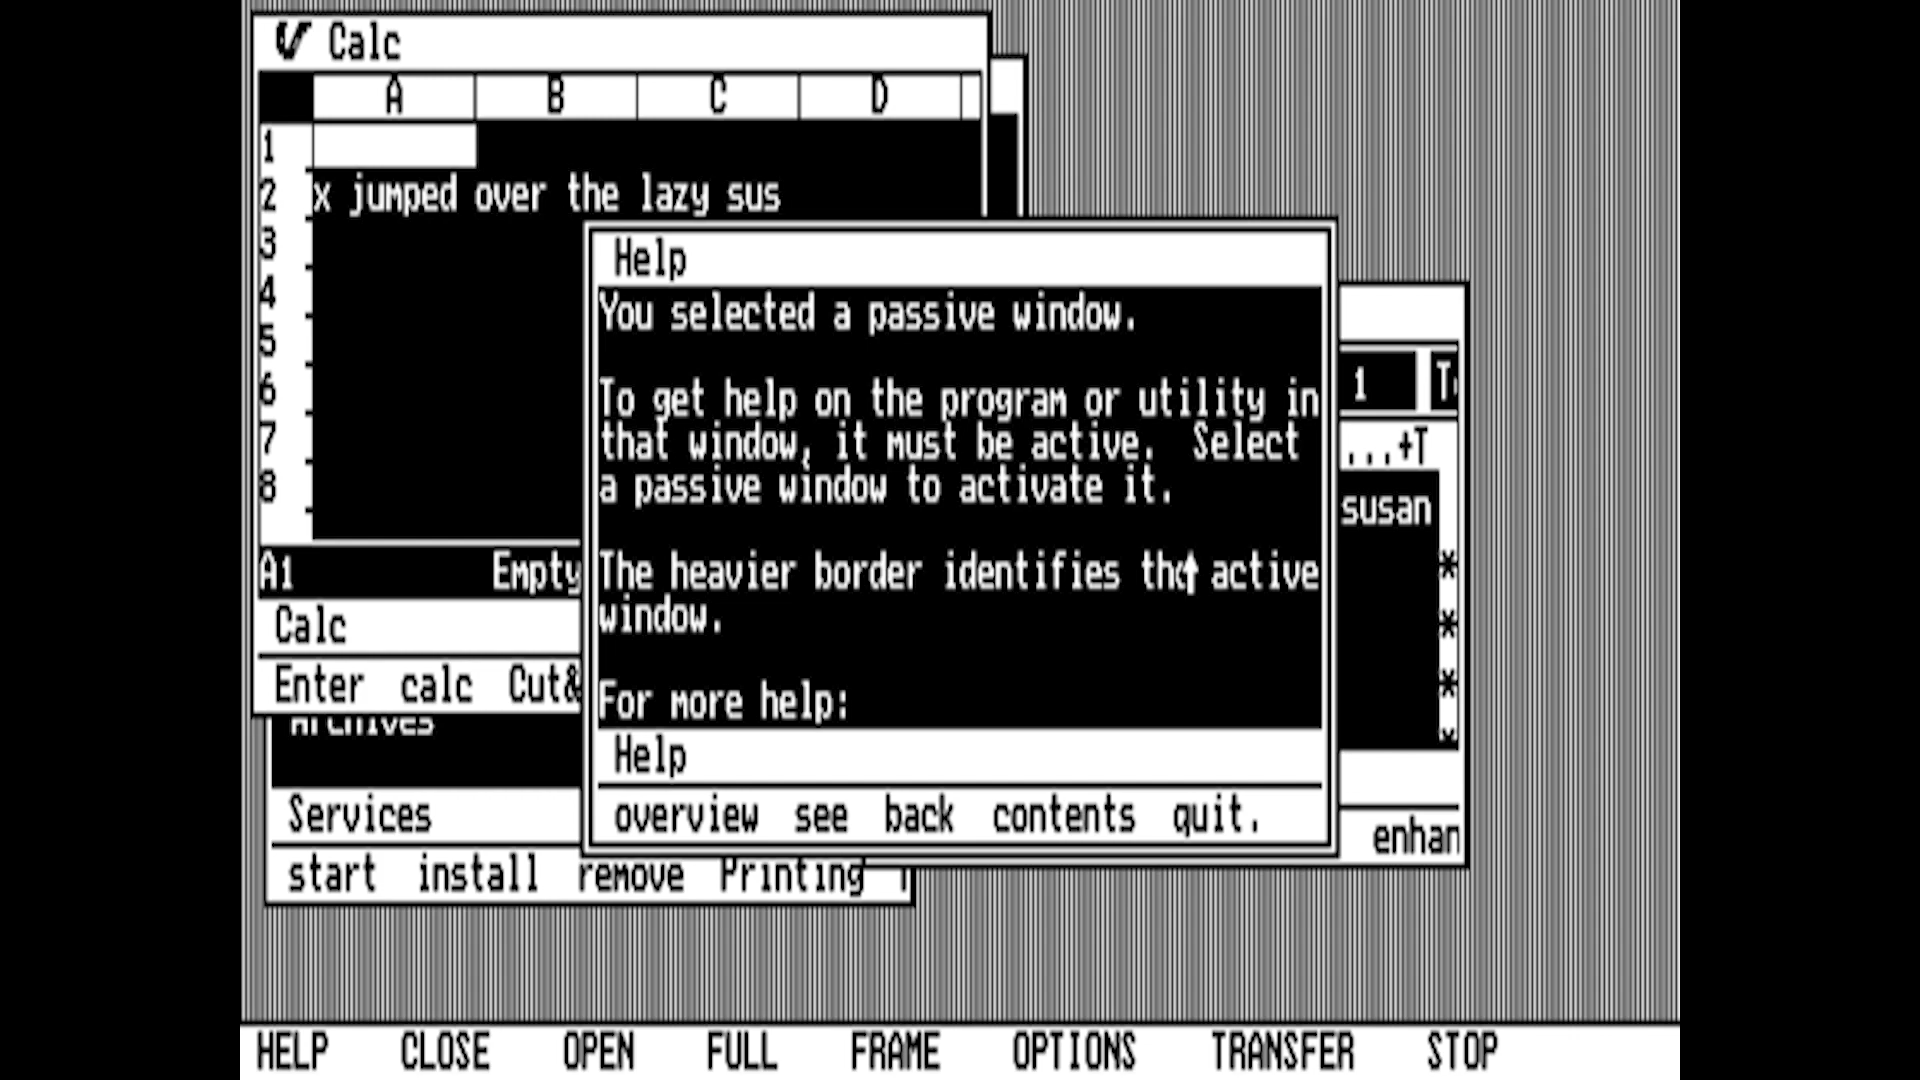 Calc
A B C D
1
2 x jumped over the lazy sus
3
4
5
6
7
8
A1 Empty
Calc
Enter calc Cut&
Help
You selected a passive window.
To get help on the program or utility in
that window, it must be active. Select
a passive window to activate it.
The heavier border identifies the active
window.
For more help:
Help
overview see back contents quit.
1 T
...+T
susan
*
*
*
*
enhan
Archives
Services
start install remove Printing
HELP CLOSE OPEN FULL FRAME OPTIONS TRANSFER STOP